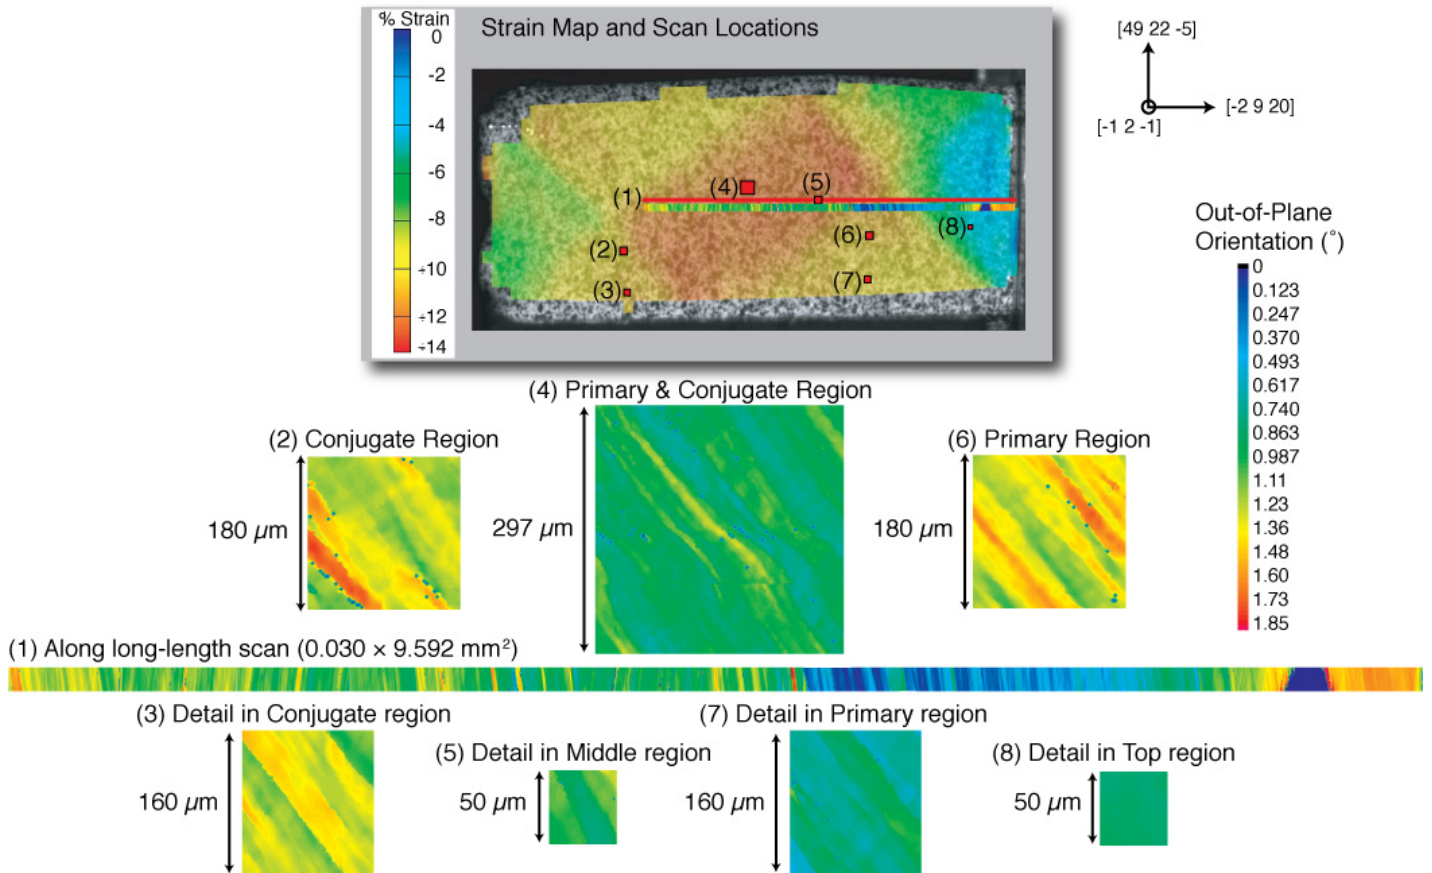 % Strain
Strain Map and Scan Locations
0
-2
-4
-6
-8
-10
-12
-14
(1)
(2)
(3)
(4)
(5)
(6)
(7)
(8)
[49 22 -5]
[-2 9 20]
[-1 2 -1]
Out-of-Plane
Orientation (°)
0
0.123
0.247
0.370
0.493
0.617
0.740
0.863
0.987
1.11
1.23
1.36
1.48
1.60
1.73
1.85
(4) Primary & Conjugate Region
(2) Conjugate Region
(6) Primary Region
180 µm
297 µm
180 µm
(1) Along long-length scan (0.030 × 9.592 mm²)
(3) Detail in Conjugate region
(7) Detail in Primary region
(5) Detail in Middle region
(8) Detail in Top region
160 µm
50 µm
160 µm
50 µm